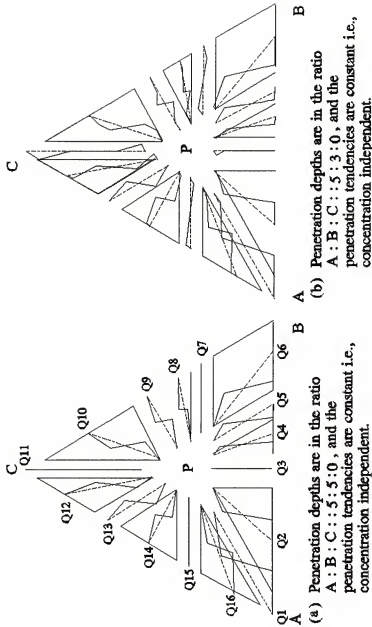 C
Q11
Q12
Q10
Q13
Q9
Q14
Q8
P
Q15
Q7
Q16
Q6
Q5
Q4
Q3
Q2
Q1
A
B
(a) Penetration depths are in the ratio
A : B : C : : 5 : 5 : 0 , and the
penetration tendencies are constant i.e.,
concentration independent.
C
P
A
B
(b) Penetration depths are in the ratio
A : B : C : : 5 : 3 : 0 , and the
penetration tendencies are constant i.e.,
concentration independent.